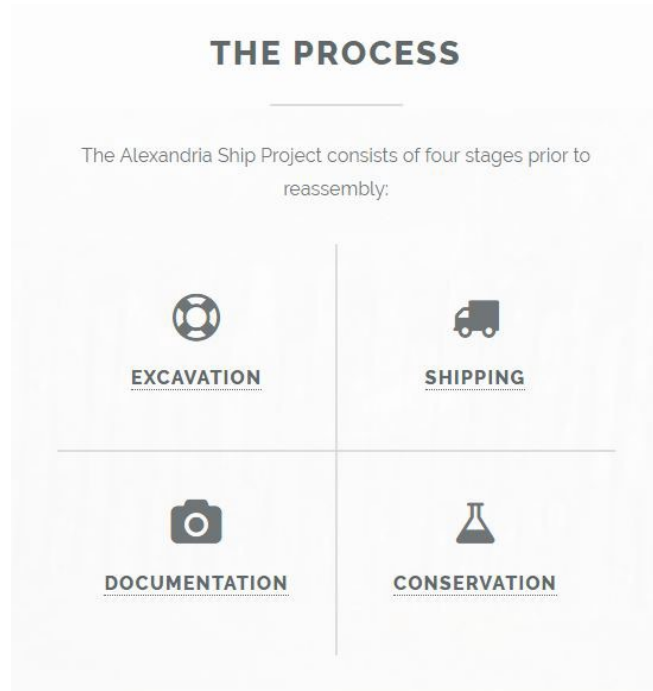 THE PROCESS
The Alexandria Ship Project consists of four stages prior to
reassembly:
EXCAVATION
SHIPPING
DOCUMENTATION
CONSERVATION